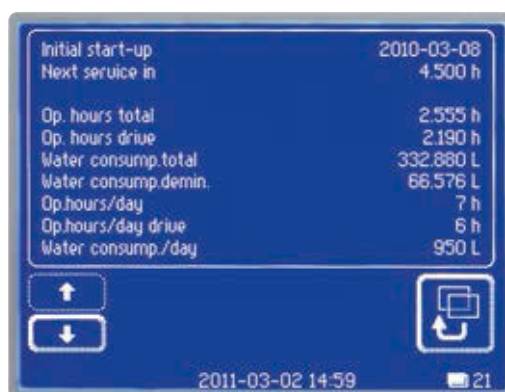 Initial start-up 2010-03-08
Next service in 4.500 h
Op. hours total 2.555 h
Op. hours drive 2.190 h
Water consump.total 332.880 L
Water consump.demin. 66.576 L
Op.hours/day 7 h
Op.hours/day drive 6 h
Water consump./day 950 L
2011-03-02 14:59 21